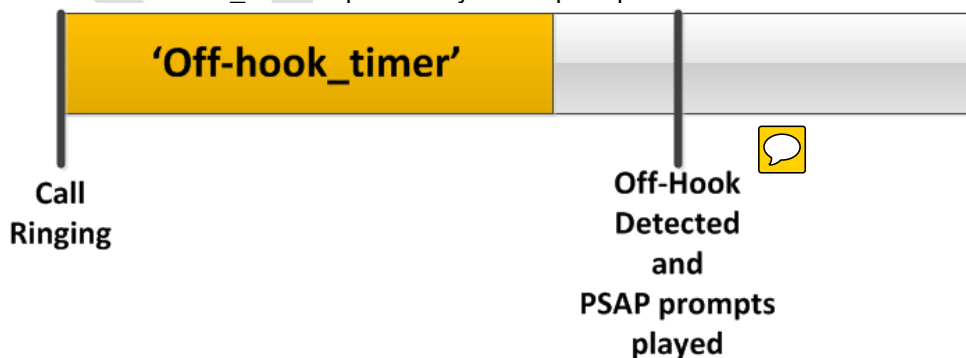 ‘Off-hook_timer’
Call
Ringing
Off-Hook
Detected
and
PSAP prompts
played